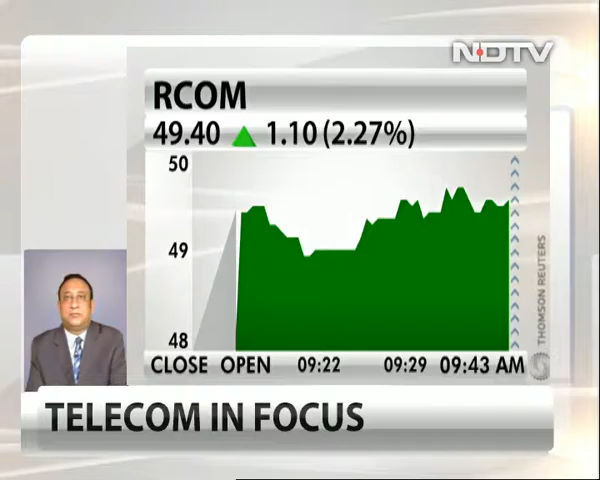 NDTV
RCOM
49.40 ▲ 1.10 (2.27%)
50
49
48
CLOSE OPEN 09:22 09:29 09:43 AM
THOMSON REUTERS
TELECOM IN FOCUS